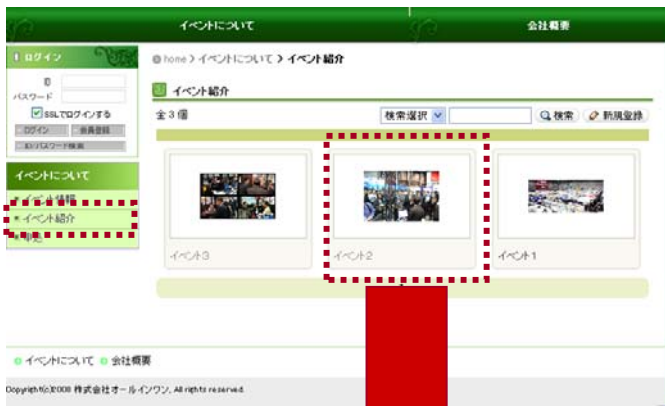 イベントについて 会社概要
ログイン
home > イベントについて > イベント紹介
ID
パスワード
SSLでログインする
ログイン 会員登録
ID/パスワード検索
イベント紹介
全3個 検索選択 検索 新規登録
イベントについて
イベント情報
イベント紹介
イベント3 イベント2 イベント1
イベントについて 会社概要
Copyright(c)2008 株式会社オールインワン, All rights reserved.